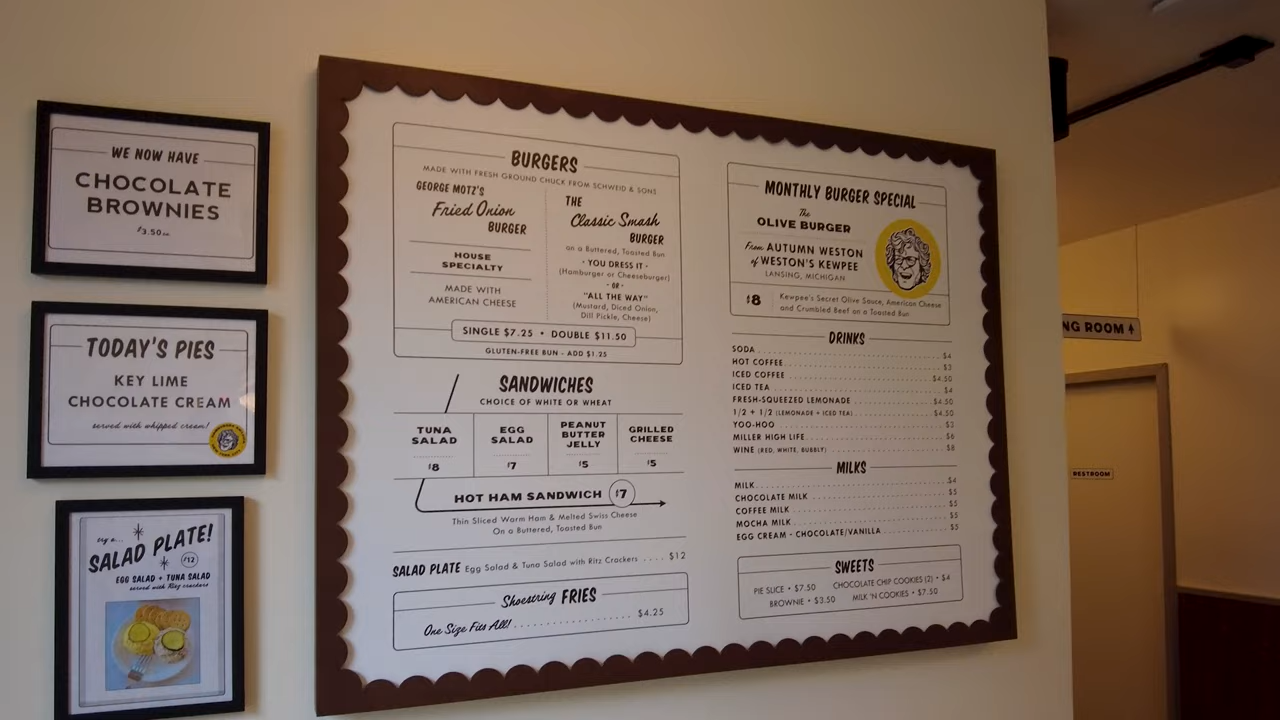 WE NOW HAVE
CHOCOLATE
BROWNIES
$3.50
TODAY'S PIES
KEY LIME
CHOCOLATE CREAM
served with whipped cream!
try a...
SALAD PLATE!
$12
EGG SALAD + TUNA SALAD
served with Ritz crackers
BURGERS
MADE WITH FRESH GROUND CHUCK FROM SCHWEID & SONS
GEORGE MOTZ'S
Fried Onion
BURGER
HOUSE
SPECIALTY
MADE WITH
AMERICAN CHEESE
THE
Classic Smash
BURGER
on a Buttered, Toasted Bun
• YOU DRESS IT •
(Hamburger or Cheeseburger)
- OR -
"ALL THE WAY"
(Mustard, Diced Onion,
Dill Pickle, Cheese)
SINGLE $7.25 • DOUBLE $11.50
GLUTEN-FREE BUN - ADD $1.25
SANDWICHES
CHOICE OF WHITE OR WHEAT
TUNA
SALAD
$8
EGG
SALAD
$7
PEANUT
BUTTER
JELLY
$5
GRILLED
CHEESE
$5
HOT HAM SANDWICH $7
Thin Sliced Warm Ham & Melted Swiss Cheese
On a Buttered, Toasted Bun
SALAD PLATE Egg Salad & Tuna Salad with Ritz Crackers .... $12
Shoestring FRIES
One Size Fits All! .................... $4.25
MONTHLY BURGER SPECIAL
The
OLIVE BURGER
From AUTUMN WESTON
of WESTON'S KEWPEE
LANSING, MICHIGAN
$8
Kewpee's Secret Olive Sauce, American Cheese
and Crumbled Beef on a Toasted Bun
DRINKS
SODA $4
HOT COFFEE $3
ICED COFFEE $4.50
ICED TEA $4
FRESH-SQUEEZED LEMONADE $4.50
1/2 + 1/2 (LEMONADE + ICED TEA) $4.50
YOO-HOO $3
MILLER HIGH LIFE $6
WINE (RED, WHITE, BUBBLY) $8
MILKS
MILK $4
CHOCOLATE MILK $5
COFFEE MILK $5
MOCHA MILK $5
EGG CREAM - CHOCOLATE/VANILLA $5
SWEETS
PIE SLICE • $7.50 CHOCOLATE CHIP COOKIES (2) • $4
BROWNIE • $3.50 MILK 'N COOKIES • $7.50
NG ROOM
RESTROOM